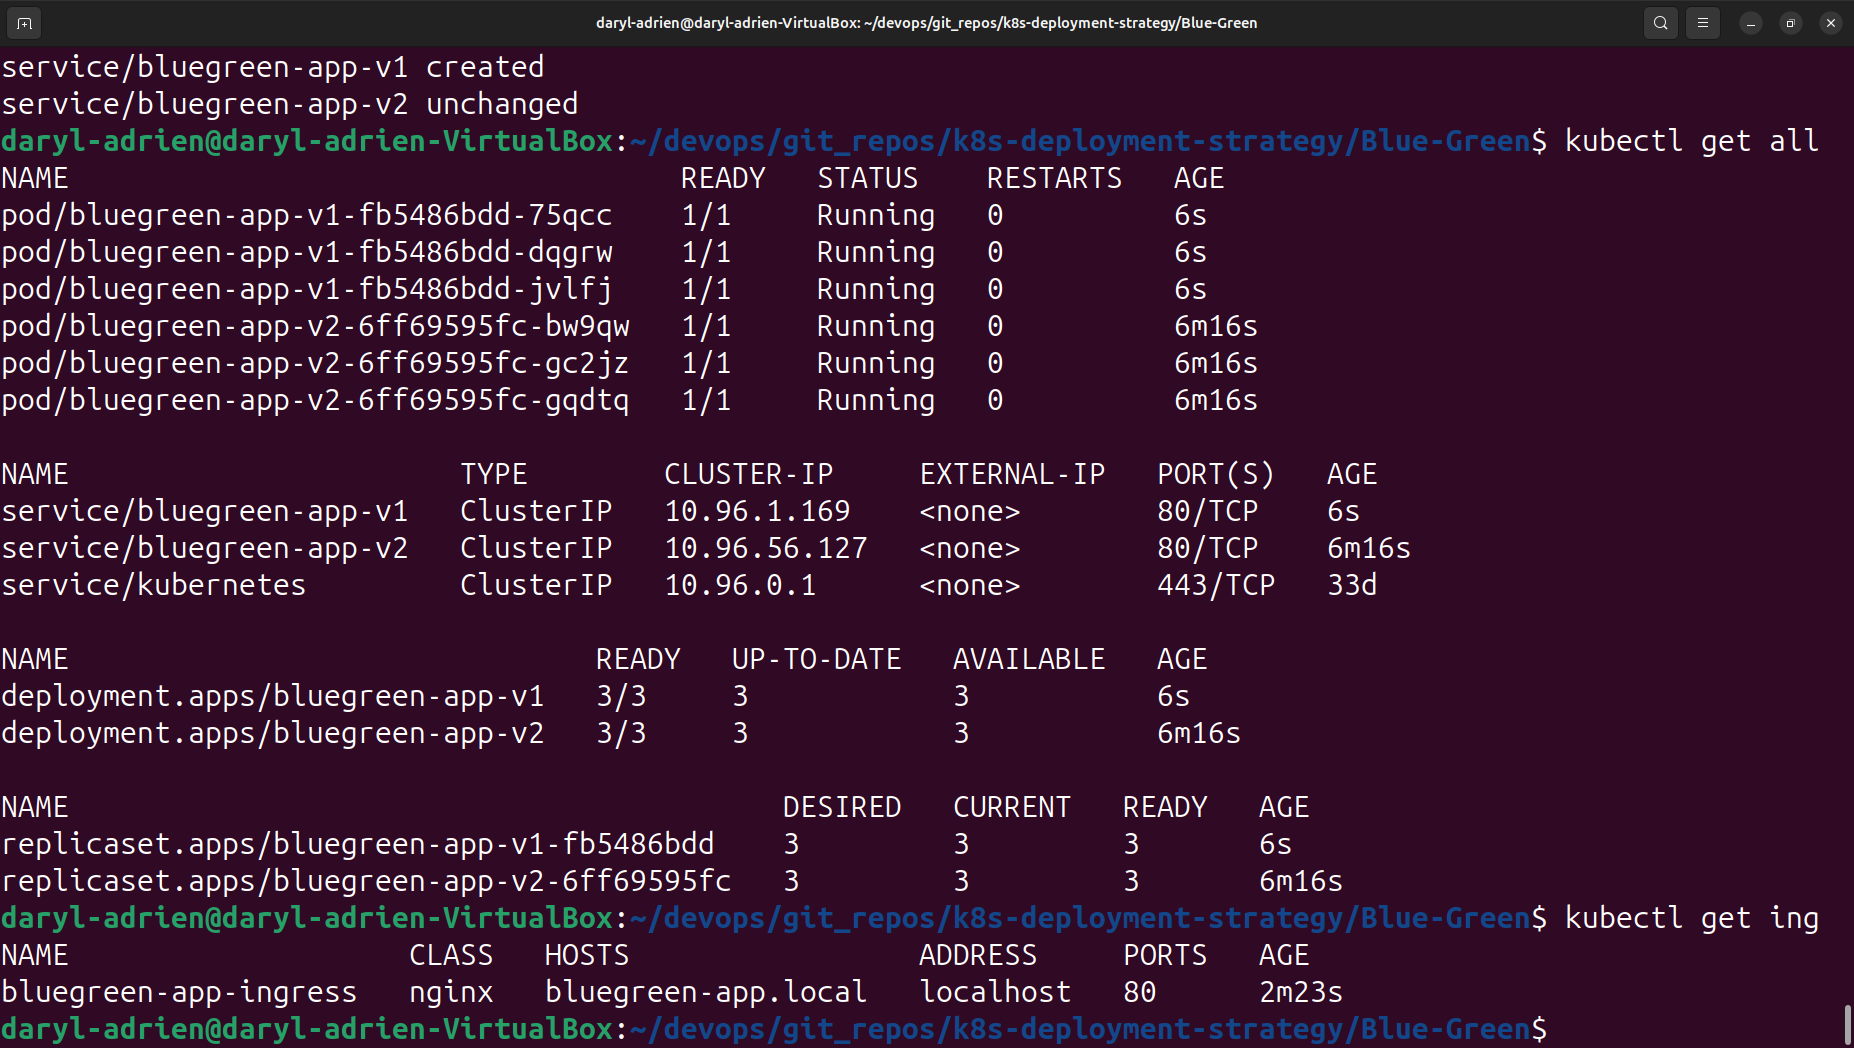 daryl-adrien@daryl-adrien-VirtualBox: ~/devops/git_repos/k8s-deployment-strategy/Blue-Green
service/bluegreen-app-v1 created
service/bluegreen-app-v2 unchanged
daryl-adrien@daryl-adrien-VirtualBox:~/devops/git_repos/k8s-deployment-strategy/Blue-Green$ kubectl get all
NAME READY STATUS RESTARTS AGE
pod/bluegreen-app-v1-fb5486bdd-75qcc 1/1 Running 0 6s
pod/bluegreen-app-v1-fb5486bdd-dqgrw 1/1 Running 0 6s
pod/bluegreen-app-v1-fb5486bdd-jvlfj 1/1 Running 0 6s
pod/bluegreen-app-v2-6ff69595fc-bw9qw 1/1 Running 0 6m16s
pod/bluegreen-app-v2-6ff69595fc-gc2jz 1/1 Running 0 6m16s
pod/bluegreen-app-v2-6ff69595fc-gqdtq 1/1 Running 0 6m16s
NAME TYPE CLUSTER-IP EXTERNAL-IP PORT(S) AGE
service/bluegreen-app-v1 ClusterIP 10.96.1.169 <none> 80/TCP 6s
service/bluegreen-app-v2 ClusterIP 10.96.56.127 <none> 80/TCP 6m16s
service/kubernetes ClusterIP 10.96.0.1 <none> 443/TCP 33d
NAME READY UP-TO-DATE AVAILABLE AGE
deployment.apps/bluegreen-app-v1 3/3 3 3 6s
deployment.apps/bluegreen-app-v2 3/3 3 3 6m16s
NAME DESIRED CURRENT READY AGE
replicaset.apps/bluegreen-app-v1-fb5486bdd 3 3 3 6s
replicaset.apps/bluegreen-app-v2-6ff69595fc 3 3 3 6m16s
daryl-adrien@daryl-adrien-VirtualBox:~/devops/git_repos/k8s-deployment-strategy/Blue-Green$ kubectl get ing
NAME CLASS HOSTS ADDRESS PORTS AGE
bluegreen-app-ingress nginx bluegreen-app.local localhost 80 2m23s
daryl-adrien@daryl-adrien-VirtualBox:~/devops/git_repos/k8s-deployment-strategy/Blue-Green$